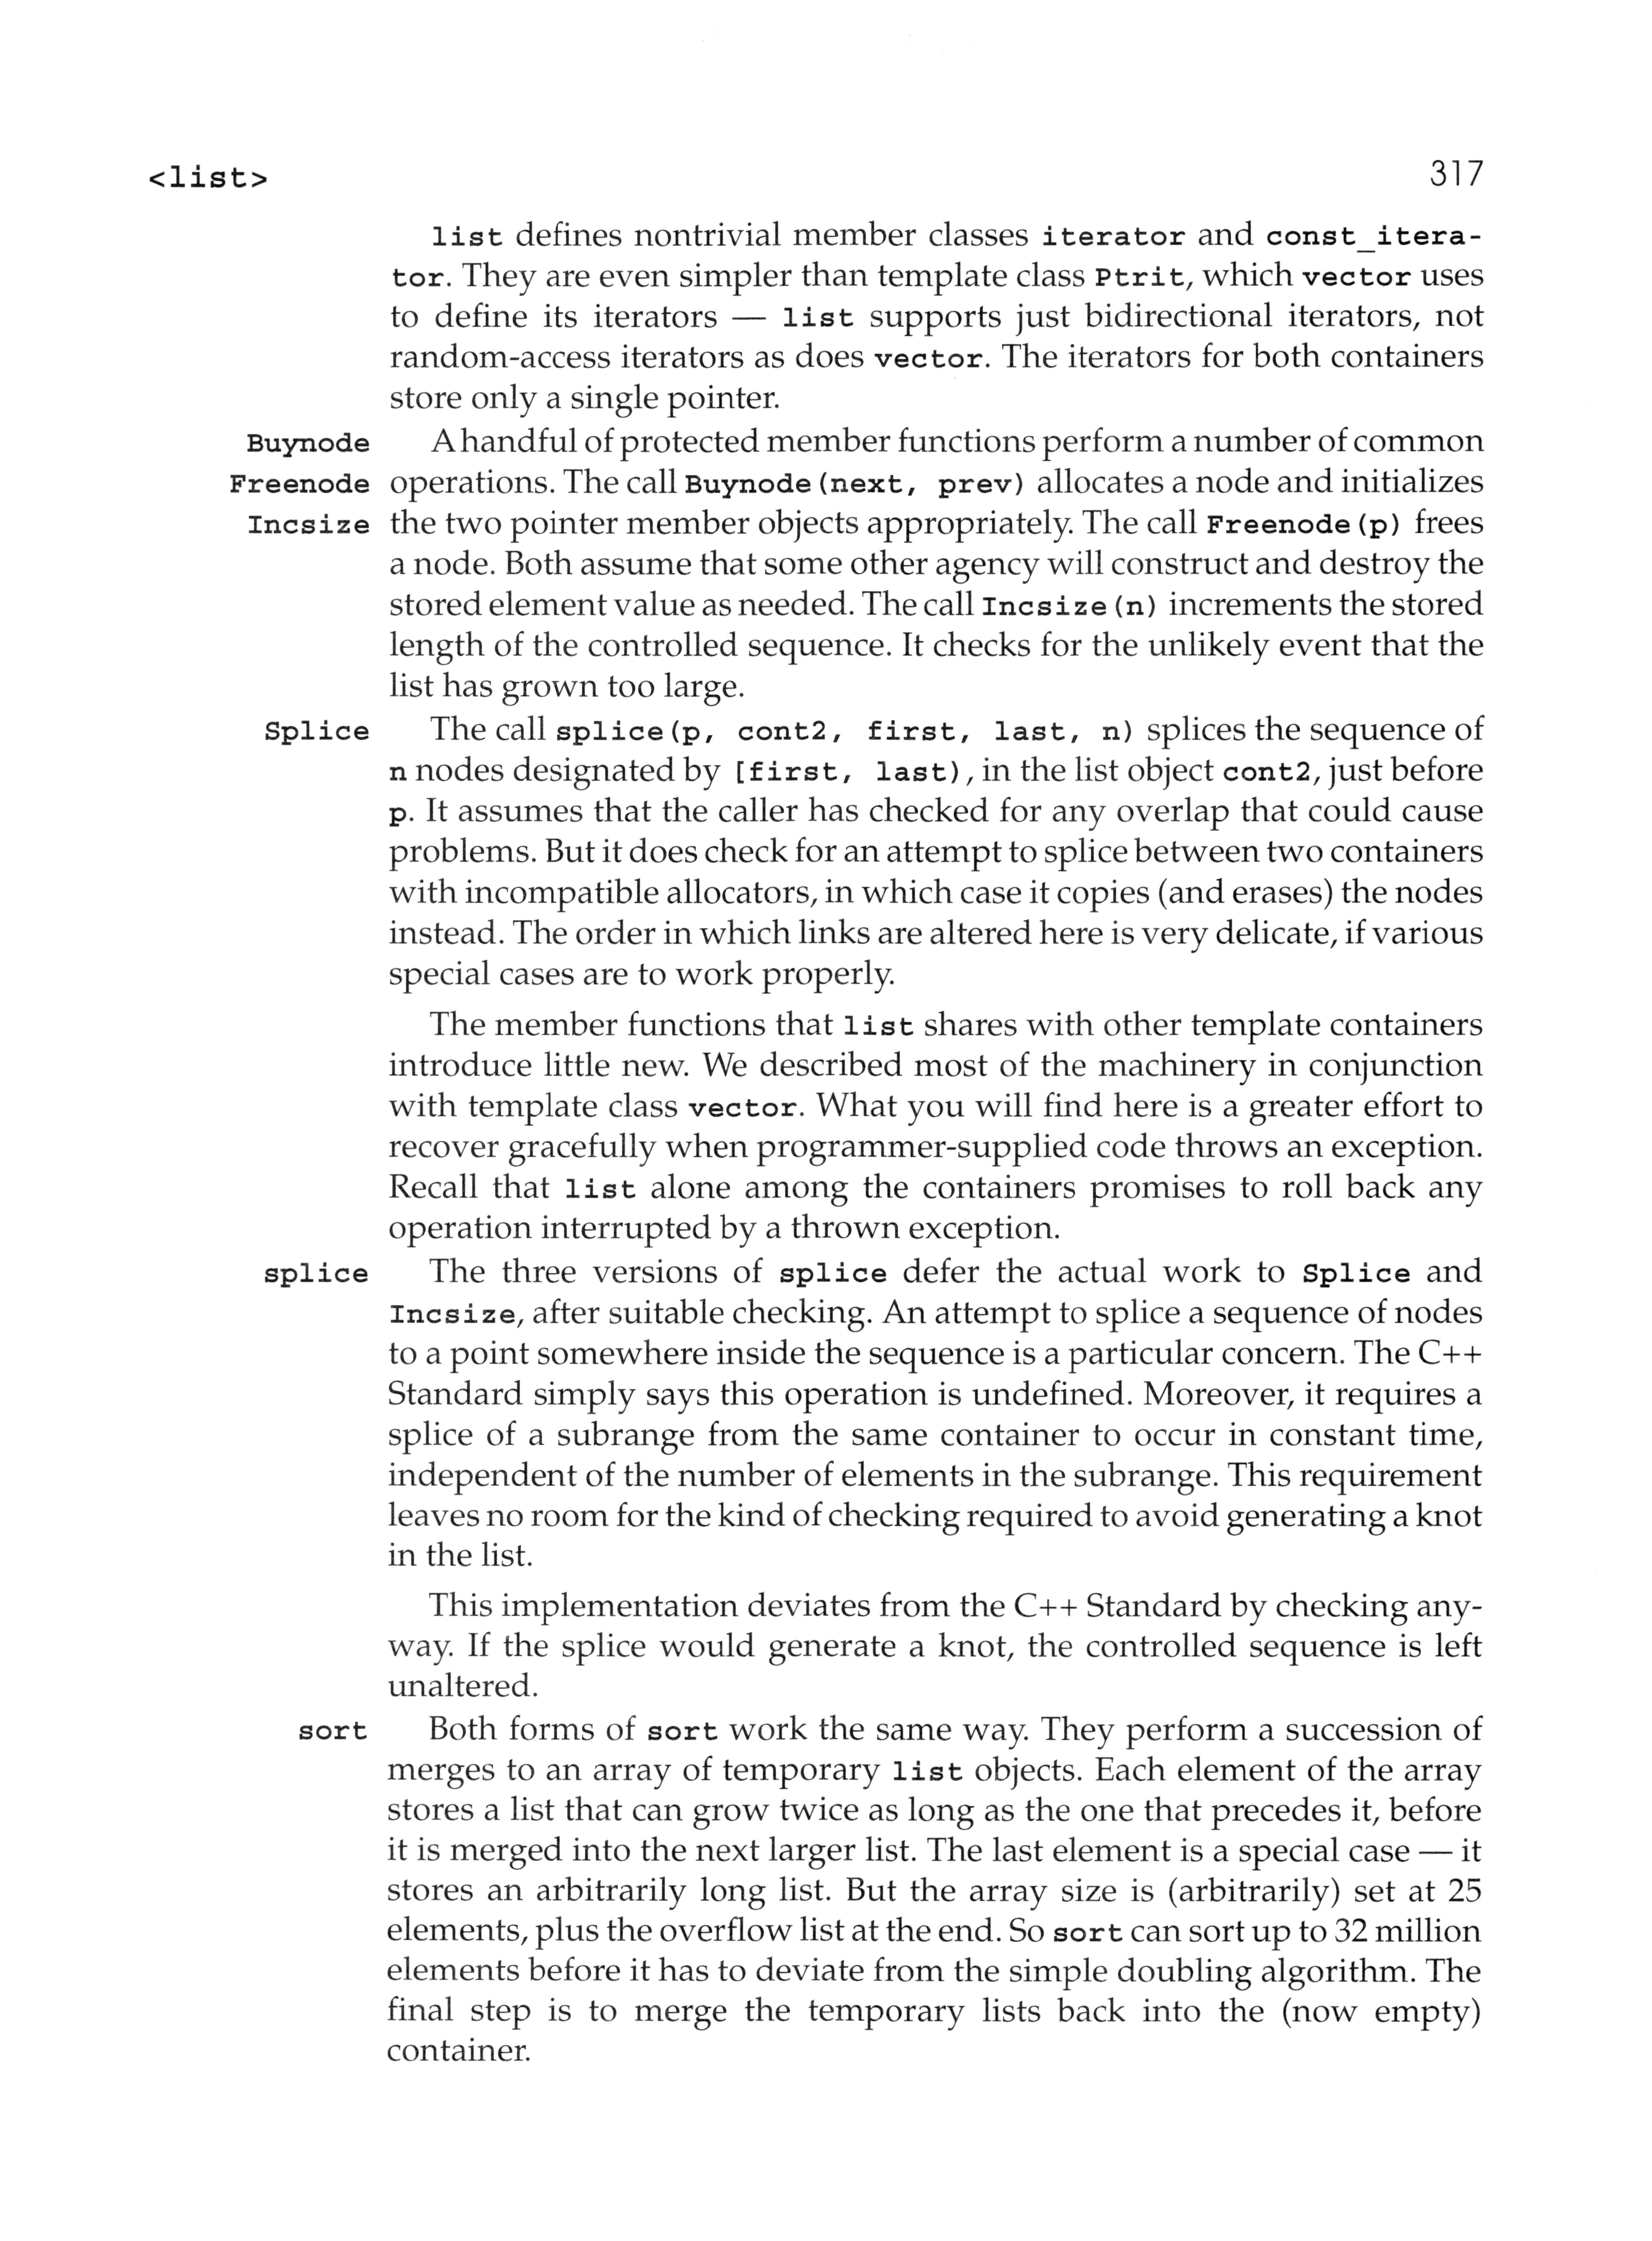 <list>
317
list defines nontrivial member classes iterator and const_itera-
tor. They are even simpler than template class Ptrit, which vector uses
to define its iterators — list supports just bidirectional iterators, not
random-access iterators as does vector. The iterators for both containers
store only a single pointer.
Buynode A handful of protected member functions perform a number of common
Freenode operations. The call Buynode(next, prev) allocates a node and initializes
Incsize the two pointer member objects appropriately. The call Freenode(p) frees
a node. Both assume that some other agency will construct and destroy the
stored element value as needed. The call Incsize(n) increments the stored
length of the controlled sequence. It checks for the unlikely event that the
list has grown too large.
Splice The call splice(p, cont2, first, last, n) splices the sequence of
n nodes designated by [first, last), in the list object cont2, just before
p. It assumes that the caller has checked for any overlap that could cause
problems. But it does check for an attempt to splice between two containers
with incompatible allocators, in which case it copies (and erases) the nodes
instead. The order in which links are altered here is very delicate, if various
special cases are to work properly.
The member functions that list shares with other template containers
introduce little new. We described most of the machinery in conjunction
with template class vector. What you will find here is a greater effort to
recover gracefully when programmer-supplied code throws an exception.
Recall that list alone among the containers promises to roll back any
operation interrupted by a thrown exception.
splice The three versions of splice defer the actual work to Splice and
Incsize, after suitable checking. An attempt to splice a sequence of nodes
to a point somewhere inside the sequence is a particular concern. The C++
Standard simply says this operation is undefined. Moreover, it requires a
splice of a subrange from the same container to occur in constant time,
independent of the number of elements in the subrange. This requirement
leaves no room for the kind of checking required to avoid generating a knot
in the list.
This implementation deviates from the C++ Standard by checking any-
way. If the splice would generate a knot, the controlled sequence is left
unaltered.
sort Both forms of sort work the same way. They perform a succession of
merges to an array of temporary list objects. Each element of the array
stores a list that can grow twice as long as the one that precedes it, before
it is merged into the next larger list. The last element is a special case — it
stores an arbitrarily long list. But the array size is (arbitrarily) set at 25
elements, plus the overflow list at the end. So sort can sort up to 32 million
elements before it has to deviate from the simple doubling algorithm. The
final step is to merge the temporary lists back into the (now empty)
container.